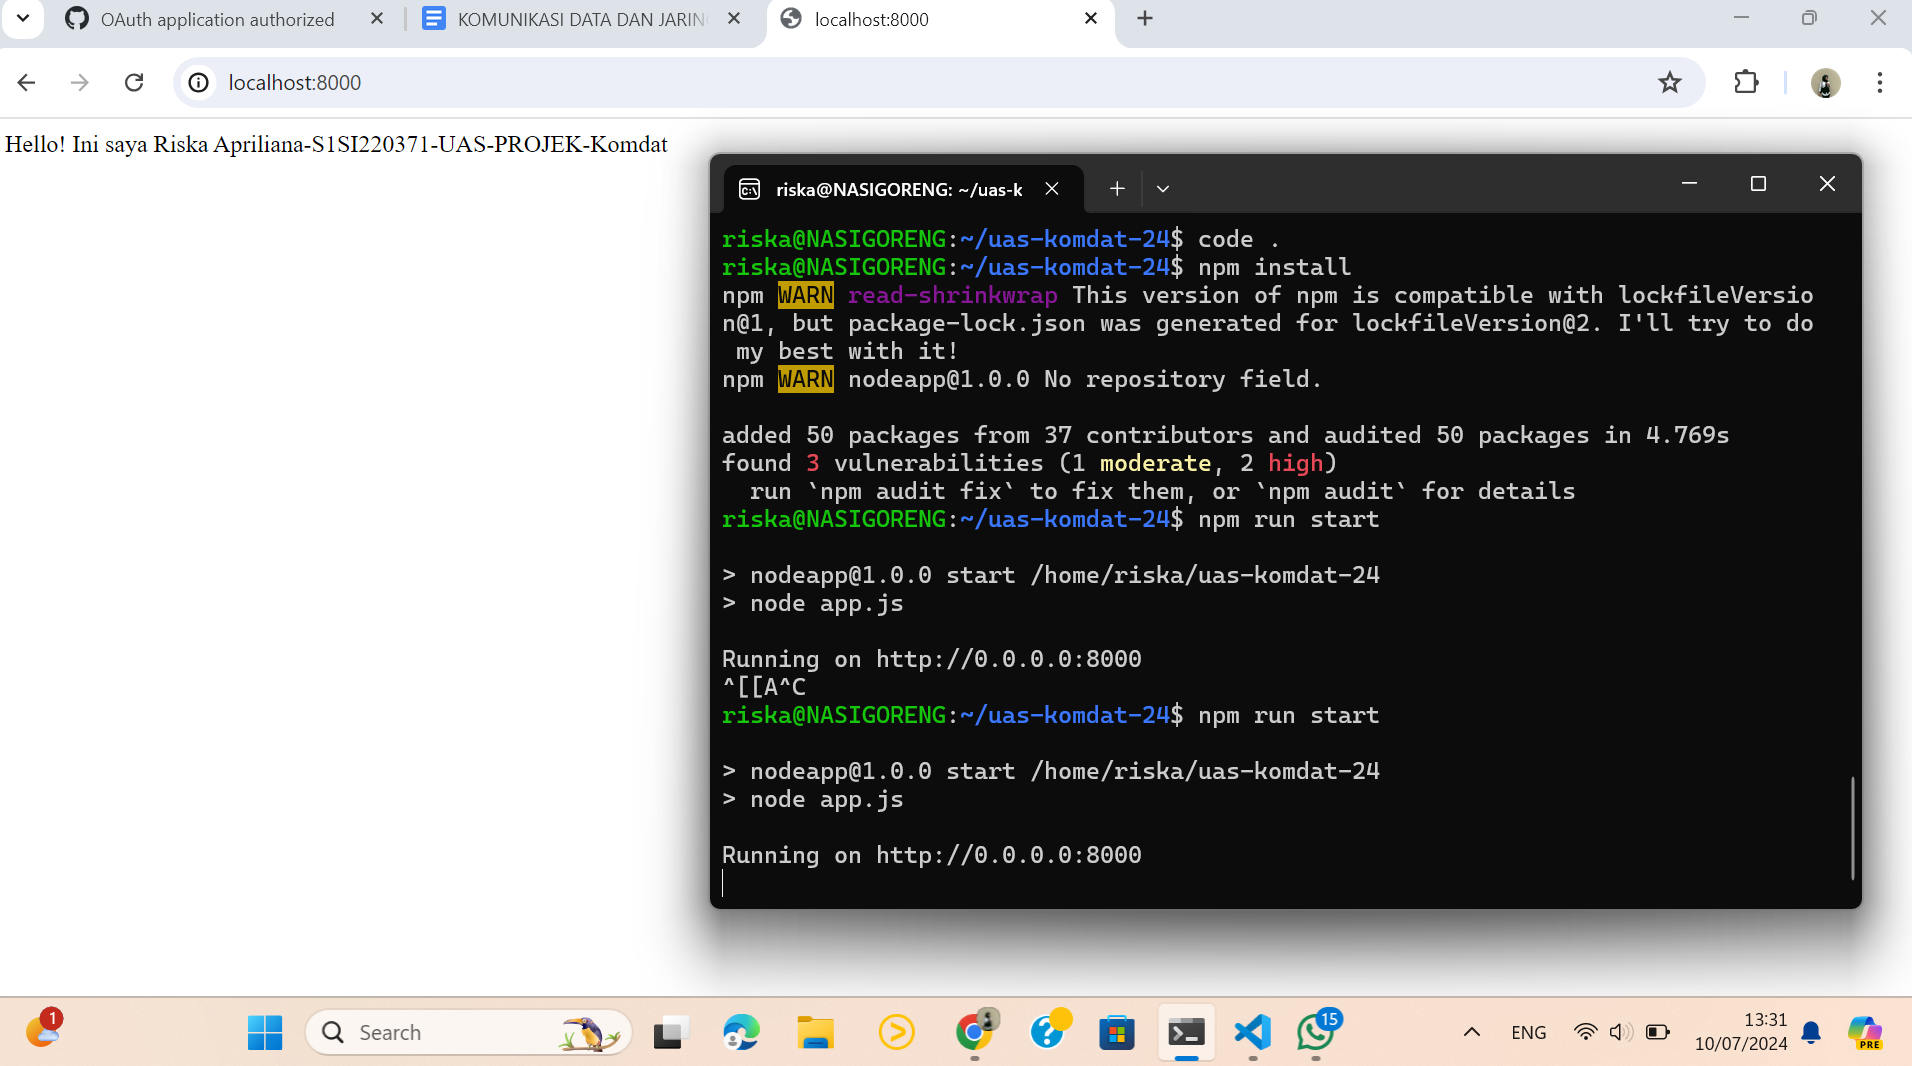 OAuth application authorized
KOMUNIKASI DATA DAN JARIN
localhost:8000
localhost:8000
Hello! Ini saya Riska Apriliana-S1SI220371-UAS-PROJEK-Komdat
riska@NASIGORENG: ~/uas-k
riska@NASIGORENG:~/uas-komdat-24$ code .
riska@NASIGORENG:~/uas-komdat-24$ npm install
npm WARN read-shrinkwrap This version of npm is compatible with lockfileVersio
n@1, but package-lock.json was generated for lockfileVersion@2. I'll try to do
my best with it!
npm WARN nodeapp@1.0.0 No repository field.
added 50 packages from 37 contributors and audited 50 packages in 4.769s
found 3 vulnerabilities (1 moderate, 2 high)
run `npm audit fix` to fix them, or `npm audit` for details
riska@NASIGORENG:~/uas-komdat-24$ npm run start
> nodeapp@1.0.0 start /home/riska/uas-komdat-24
> node app.js
Running on http://0.0.0.0:8000
^[[A^C
riska@NASIGORENG:~/uas-komdat-24$ npm run start
> nodeapp@1.0.0 start /home/riska/uas-komdat-24
> node app.js
Running on http://0.0.0.0:8000
1
Search
15
ENG
13:31
10/07/2024
PRE